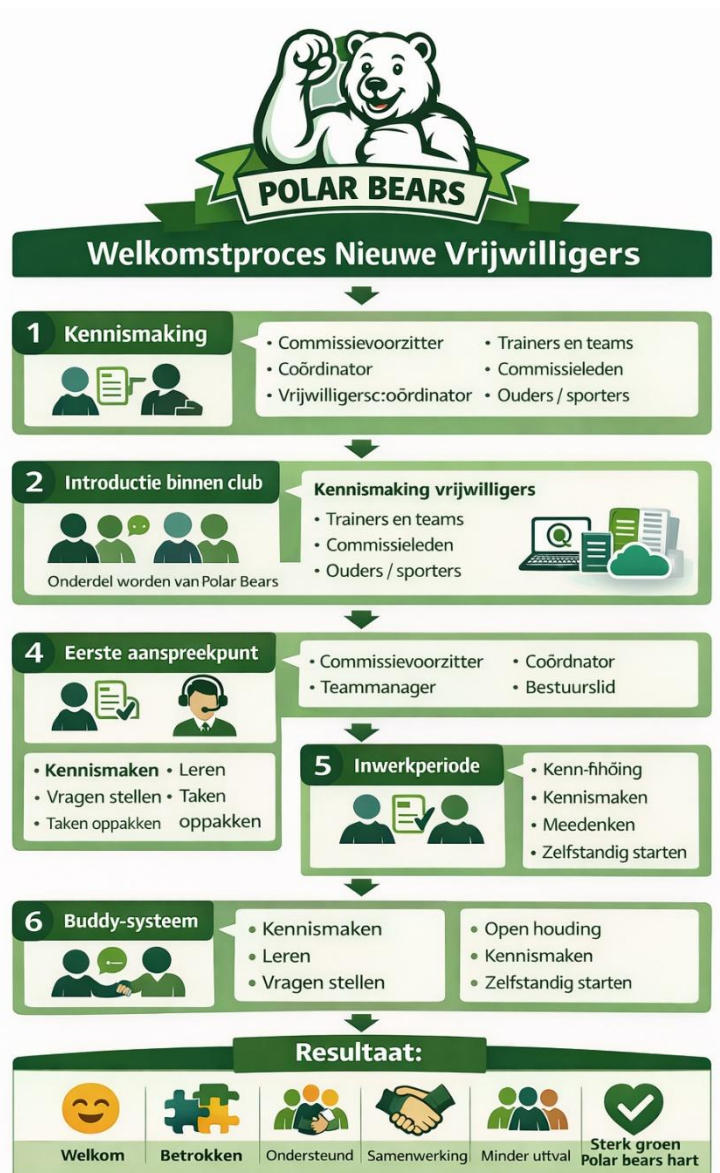 POLAR BEARS
Welkomstproces Nieuwe Vrijwilligers
1 Kennismaking
• Commissievoorzitter
• Coördinator
• Vrijwilligersc:oördinator
• Trainers en teams
• Commissieleden
• Ouders / sporters
2 Introductie binnen club
Onderdel worden van Polar Bears
Kennismaking vrijwilligers
• Trainers en teams
• Commissieleden
• Ouders / sporters
4 Eerste aanspreekpunt
• Commissievoorzitter
• Teammanager
• Coördnator
• Bestuurslid
• Kennismaken
• Vragen stellen
• Taken oppakken
• Leren
• Taken
oppakken
5 Inwerkperiode
• Kenn-fihőing
• Kennismaken
• Meedenken
• Zelfstandig starten
6 Buddy-systeem
• Kennismaken
• Leren
• Vragen stellen
• Open houding
• Kennismaken
• Zelfstandig starten
Resultaat:
Welkom
Betrokken
Ondersteund
Samenwerking
Minder uttval
Sterk groen
Polar bears hart